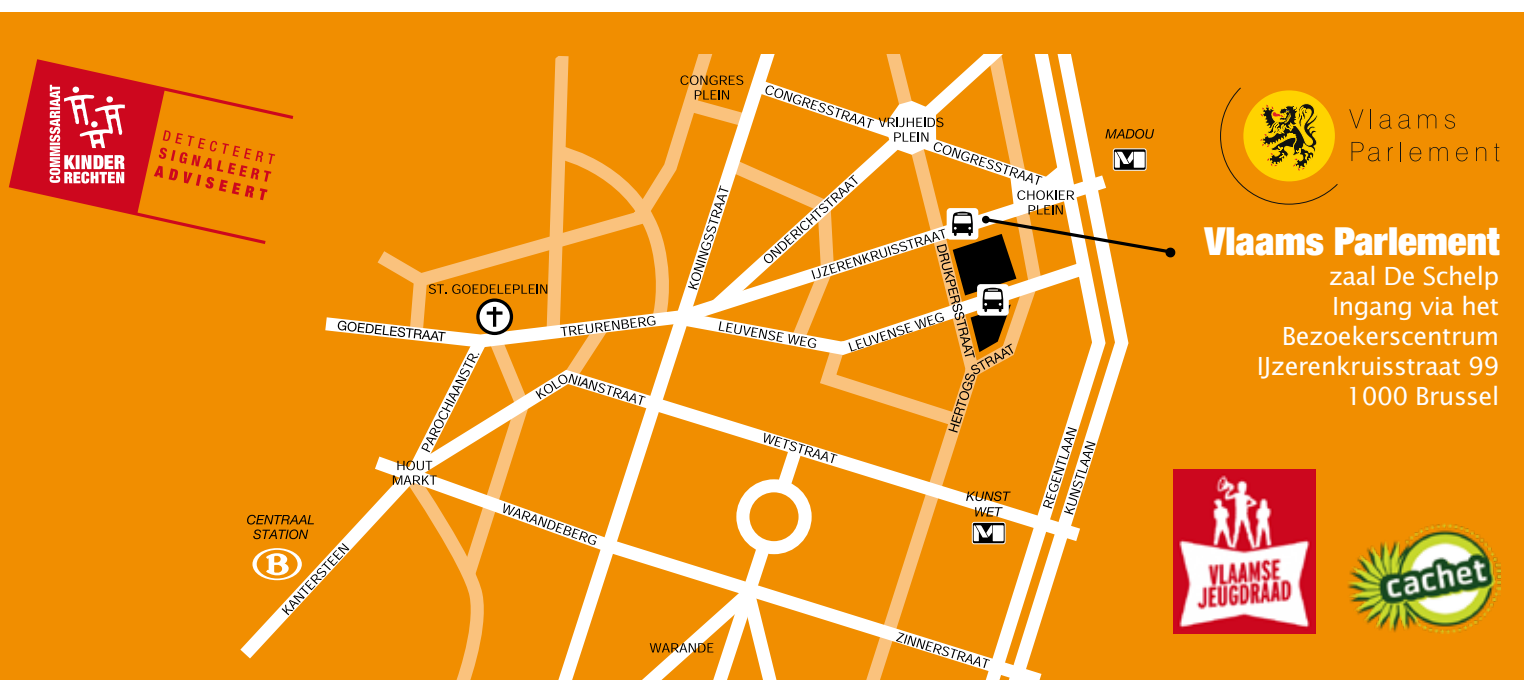 COMMISSARIAAT
KINDER
RECHTEN
DETECTEERT
SIGNALEERT
ADVISEERT
CONGRES
PLEIN
CONGRESSTRAAT
VRIJHEIDS
PLEIN
CONGRESSTRAAT
MADOU
M
CHOKIER
PLEIN
KONINGSSTRAAT
ONDERICHTSTRAAT
IJZERENKRUISSTRAAT
DRUKPERSSTRAAT
ST. GOEDELEPLEIN
GOEDELESTRAAT
TREURENBERG
LEUVENSE WEG
LEUVENSE WEG
HERTOGSSTRAAT
PAROCHIAANSTR.
KOLONIANSTRAAT
WETSTRAAT
HOUT
MARKT
WARANDEBERG
KUNST
WET
M
REGENTLAAN
KUNSTLAAN
CENTRAAL
STATION
B
KANTERSTEEN
WARANDE
ZINNERSTRAAT
Vlaams
Parlement
Vlaams Parlement
zaal De Schelp
Ingang via het
Bezoekerscentrum
IJzerenkruisstraat 99
1000 Brussel
VLAAMSE
JEUGDRAAD
cachet